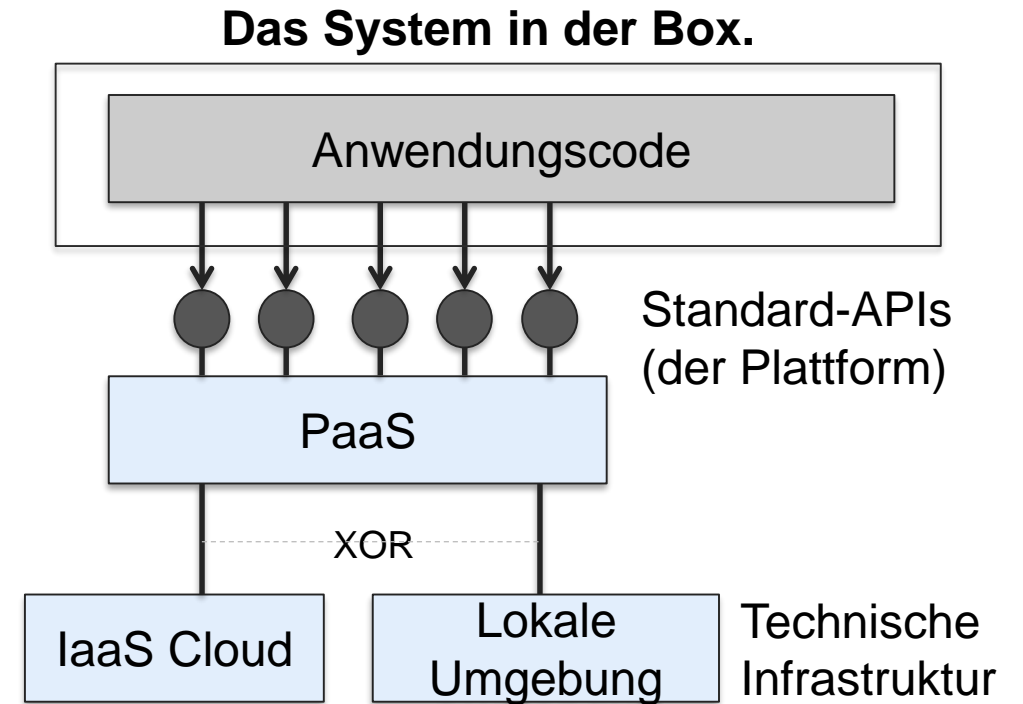 Das System in der Box.
Anwendungscode
Standard-APIs
(der Plattform)
PaaS
XOR
IaaS Cloud
Lokale
Umgebung
Technische
Infrastruktur